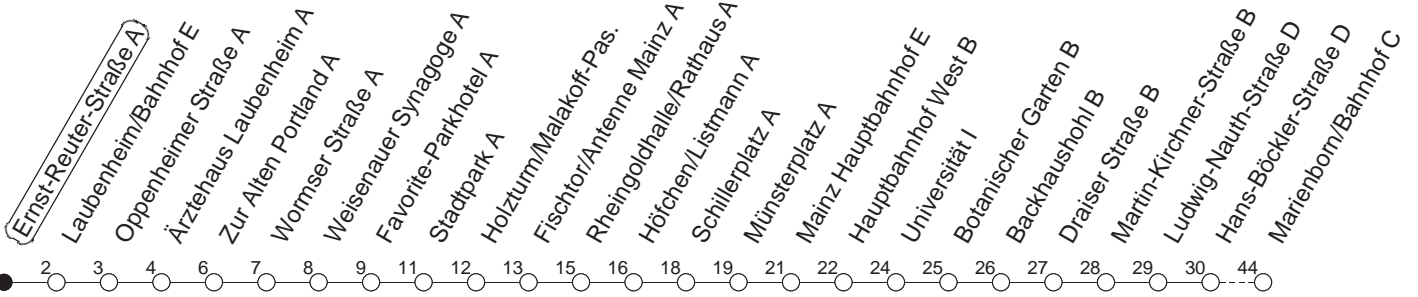 Ernst-Reuter-Straße A
Laubenheim/Bahnhof E
Oppenheimer Straße A
Ärztehaus Laubenheim A
Zur Alten Portland A
Wormser Straße A
Weisenauer Synagoge A
Favorite-Parkhotel A
Stadtpark A
Holzturm/Malakoff-Pas.
Fischtor/Antenne Mainz A
Rheingoldhalle/Rathaus A
Höfchen/Listmann A
Schillerplatz A
Münsterplatz A
Mainz Hauptbahnhof E
Hauptbahnhof West B
Universität I
Botanischer Garten B
Backhaushohl B
Draiser Straße B
Martin-Kirchner-Straße B
Ludwig-Nauth-Straße D
Hans-Böckler-Straße D
Marienborn/Bahnhof C
2 3 4 6 7 8 9 11 12 13 15 16 18 19 21 22 24 25 26 27 28 29 30 44